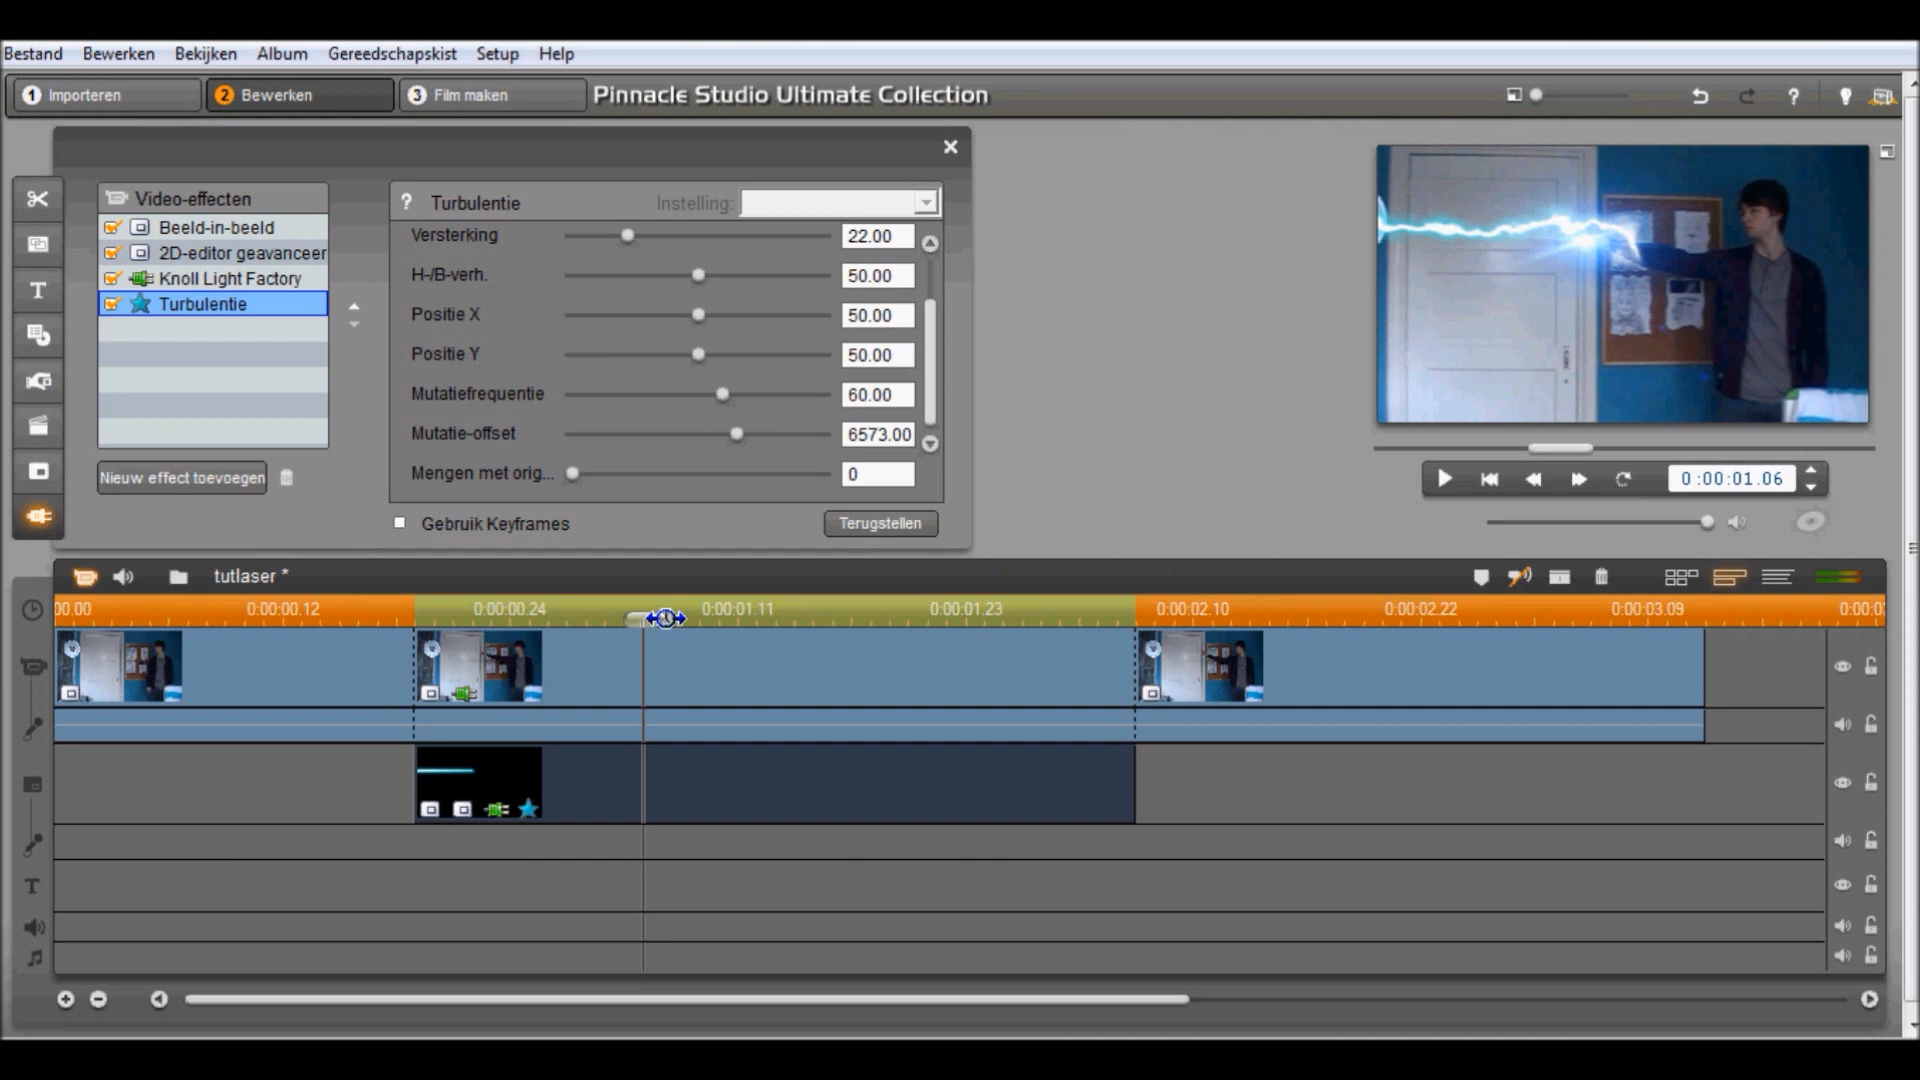 Bestand Bewerken Bekijken Album Gereedschapskist Setup Help
1 Importeren 2 Bewerken 3 Film maken Pinnacle Studio Ultimate Collection ?
Video-effecten
Beeld-in-beeld
2D-editor geavanceer
Knoll Light Factory
Turbulentie
Nieuw effect toevoegen
? Turbulentie Instelling:
Versterking 22.00
H-/B-verh. 50.00
Positie X 50.00
Positie Y 50.00
Mutatiefrequentie 60.00
Mutatie-offset 6573.00
Mengen met orig... 0
Gebruik Keyframes Terugstellen
0:00:01.06
tutlaser *
00.00 0:00:00.12 0:00:00.24 0:00:01.11 0:00:01.23 0:00:02.10 0:00:02.22 0:00:03.09 0:00:0
T
T